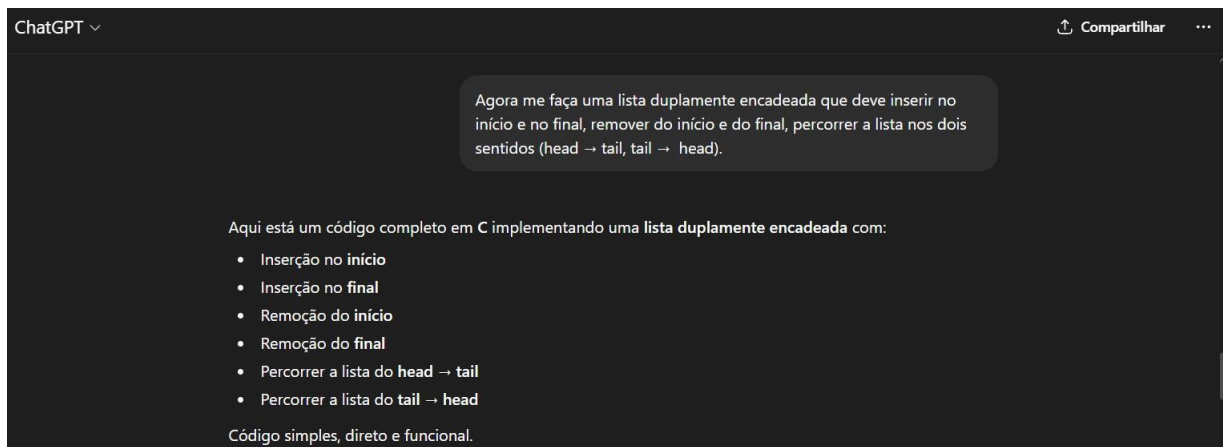 ChatGPT
Compartilhar
Agora me faça uma lista duplamente encadeada que deve inserir no
início e no final, remover do início e do final, percorrer a lista nos dois
sentidos (head → tail, tail → head).
Aqui está um código completo em C implementando uma lista duplamente encadeada com:
• Inserção no início
• Inserção no final
• Remoção do início
• Remoção do final
• Percorrer a lista do head → tail
• Percorrer a lista do tail → head
Código simples, direto e funcional.